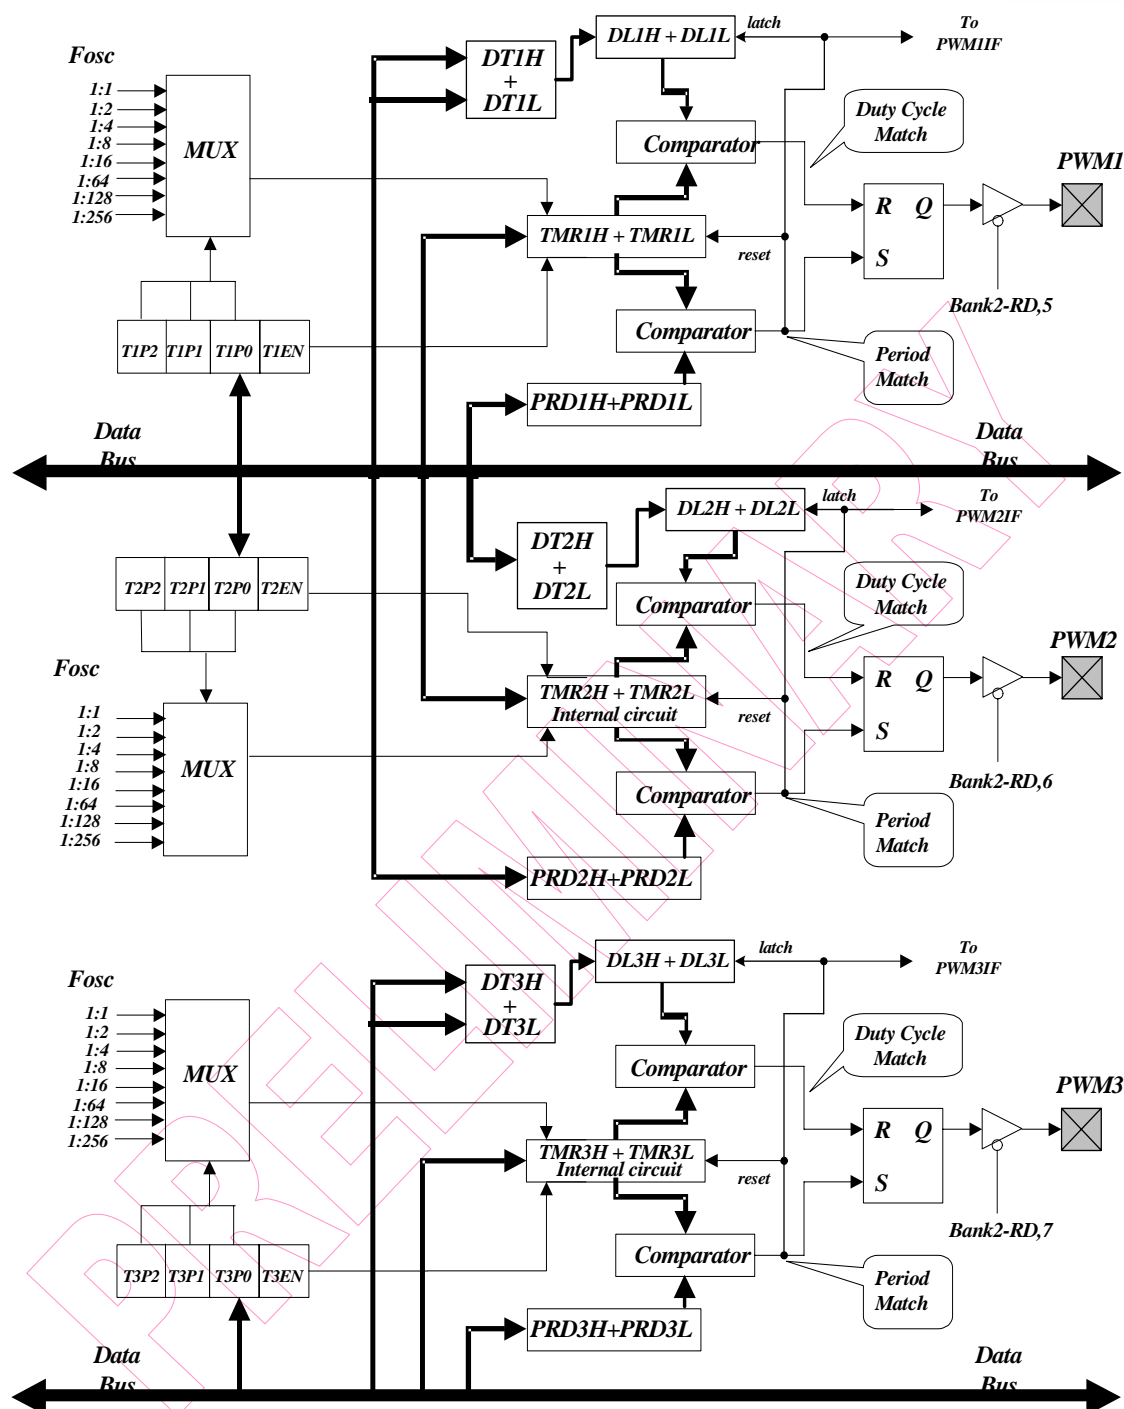 latch
To
PWM1IF
Fosc
DL1H + DL1L
DT1H
+
DT1L
1:1
1:2
1:4
1:8
1:16
1:64
1:128
1:256
MUX
Duty Cycle
Match
Comparator
PWM1
R Q
S
TMR1H + TMR1L
reset
Bank2-RD,5
T1P2 T1P1 T1P0 T1EN
Comparator
Period
Match
PRD1H+PRD1L
Data
Bus
Data
Bus
DL2H + DL2L
latch
To
PWM2IF
DT2H
+
DT2L
T2P2 T2P1 T2P0 T2EN
Comparator
Duty Cycle
Match
PWM2
Fosc
R Q
S
TMR2H + TMR2L
Internal circuit
reset
1:1
1:2
1:4
1:8
1:16
1:64
1:128
1:256
MUX
Bank2-RD,6
Comparator
Period
Match
PRD2H+PRD2L
latch
To
PWM3IF
Fosc
DL3H + DL3L
DT3H
+
DT3L
1:1
1:2
1:4
1:8
1:16
1:64
1:128
1:256
MUX
Duty Cycle
Match
Comparator
PWM3
R Q
S
TMR3H + TMR3L
Internal circuit
reset
Bank2-RD,7
T3P2 T3P1 T3P0 T3EN
Comparator
Period
Match
PRD3H+PRD3L
Data
Bus
Data
Bus
PRELIMINARY